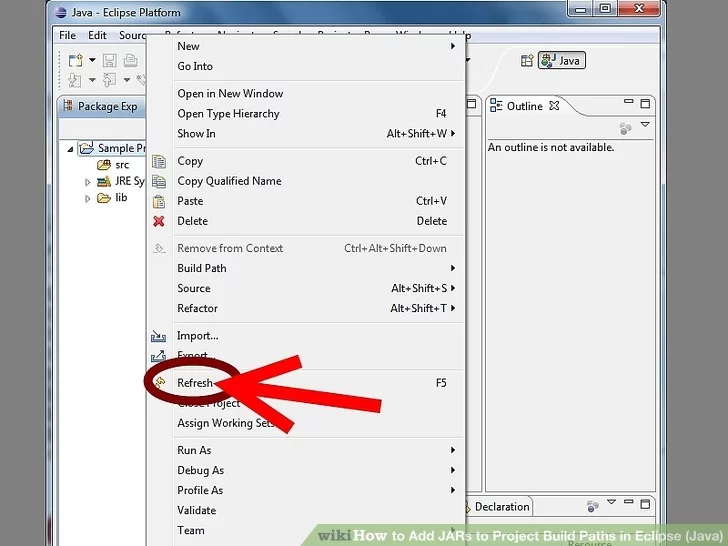 Java - Eclipse Platform
File Edit
Java
Package Exp
Outline
An outline is not available.
Sample Pr
src
JRE Sy
lib
New
Go Into
Open in New Window
Open Type Hierarchy F4
Show In Alt+Shift+W
Copy Ctrl+C
Copy Qualified Name
Paste Ctrl+V
Delete Delete
Remove from Context Ctrl+Alt+Shift+Down
Build Path
Source Alt+Shift+S
Refactor Alt+Shift+T
Import...
Export...
Refresh F5
Close Project
Assign Working Sets
Run As
Debug As
Profile As
Validate
Team
Declaration
wikiHow to Add JARs to Project Build Paths in Eclipse (Java)
Resource